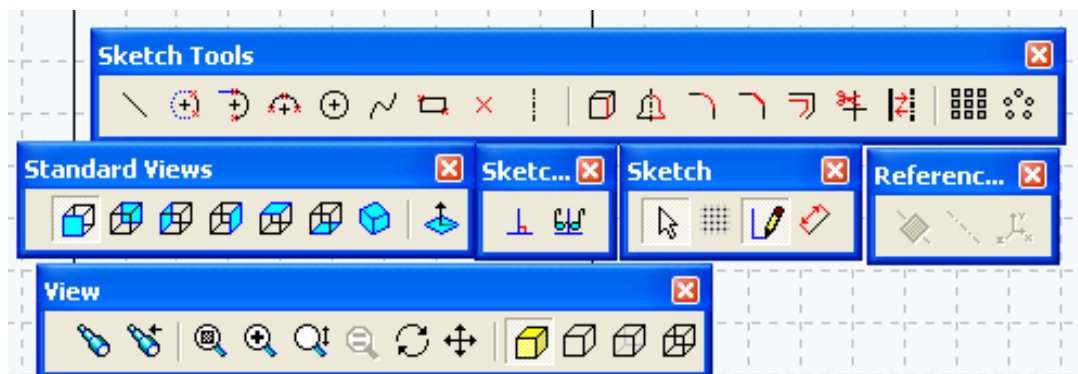 Sketch Tools
Standard Views
Sketc...
Sketch
Referenc...
View